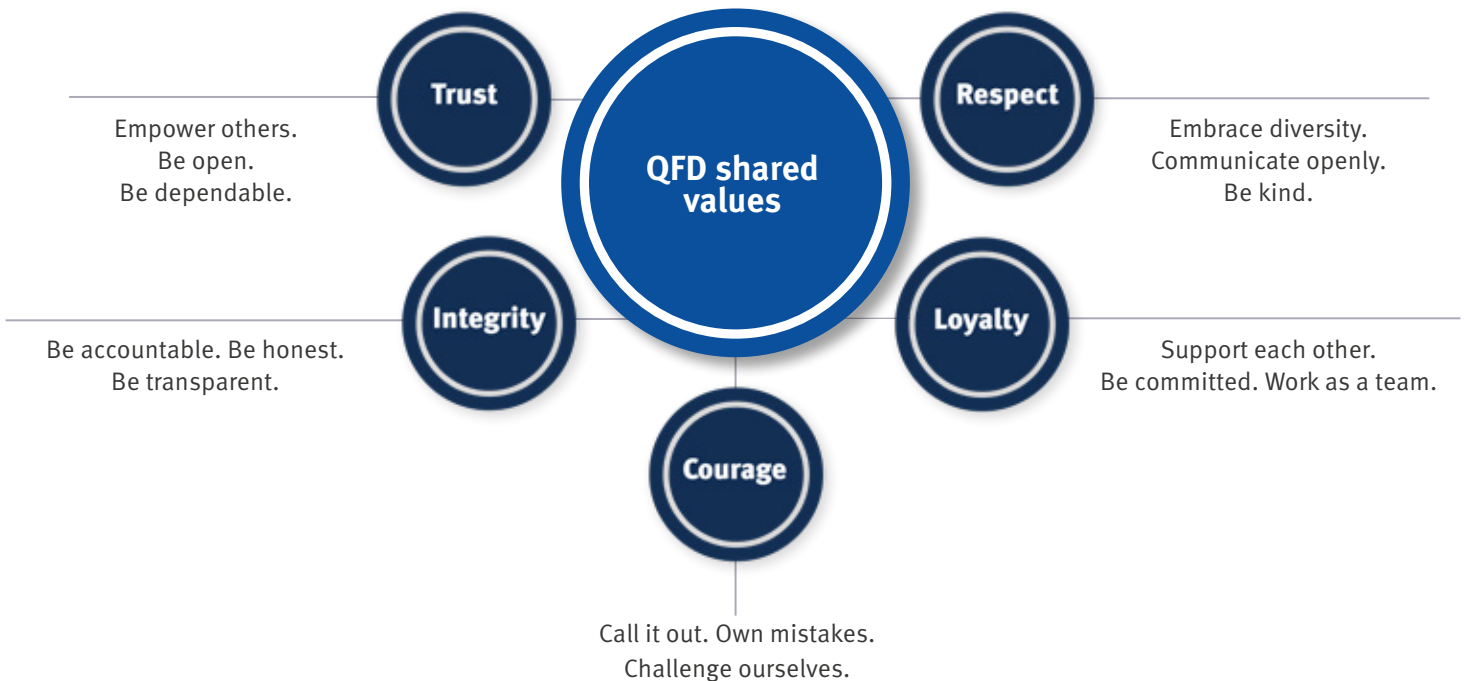 QFD shared
values
Trust
Empower others.
Be open.
Be dependable.
Respect
Embrace diversity.
Communicate openly.
Be kind.
Integrity
Be accountable. Be honest.
Be transparent.
Loyalty
Support each other.
Be committed. Work as a team.
Courage
Call it out. Own mistakes.
Challenge ourselves.